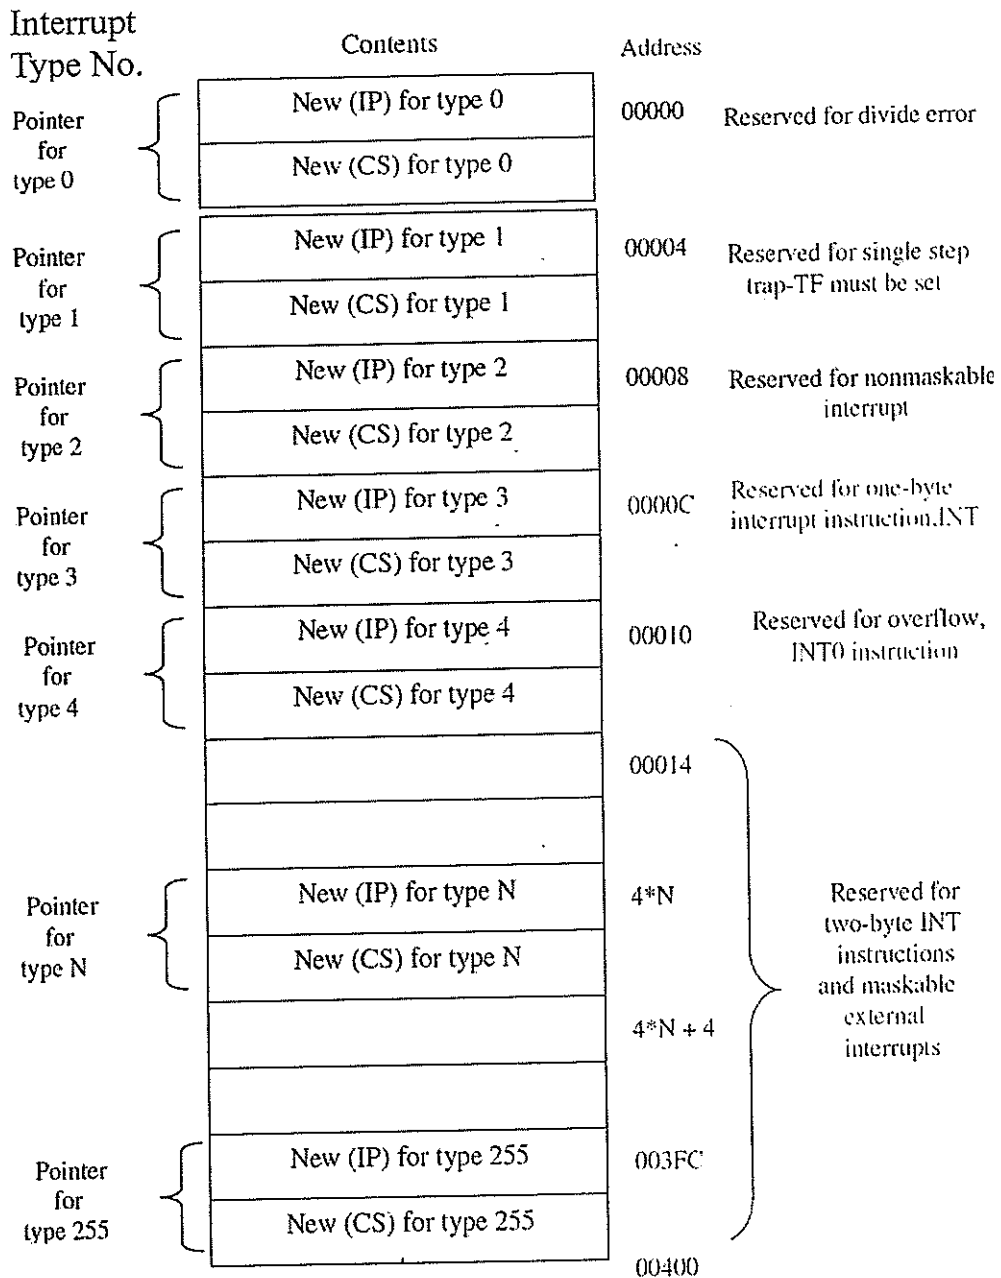 Interrupt
Type No.
Contents
Address
Pointer
for
type 0
New (IP) for type 0
00000
Reserved for divide error
New (CS) for type 0
Pointer
for
type 1
New (IP) for type 1
00004
Reserved for single step
trap-TF must be set
New (CS) for type 1
Pointer
for
type 2
New (IP) for type 2
00008
Reserved for nonmaskable
interrupt
New (CS) for type 2
Pointer
for
type 3
New (IP) for type 3
0000C
Reserved for one-byte
interrupt instruction.INT
New (CS) for type 3
Pointer
for
type 4
New (IP) for type 4
00010
Reserved for overflow,
INT0 instruction
New (CS) for type 4
00014
Pointer
for
type N
New (IP) for type N
4*N
New (CS) for type N
4*N + 4
Reserved for
two-byte INT
instructions
and maskable
external
interrupts
Pointer
for
type 255
New (IP) for type 255
003FC
New (CS) for type 255
00400